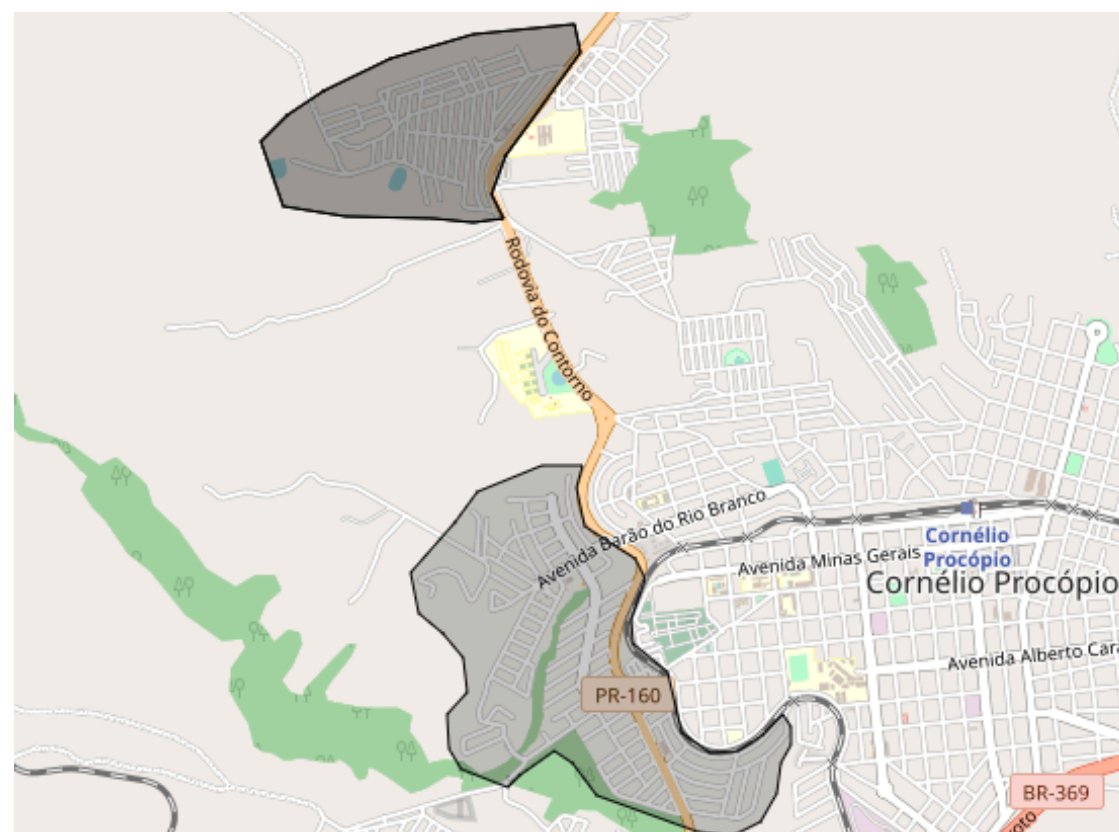 Rodovia do Contorno
Avenida Barão do Rio Branco
Cornélio
Procópio
Avenida Minas Gerais
Cornélio Procópio
Avenida Alberto Cara
PR-160
BR-369
oto